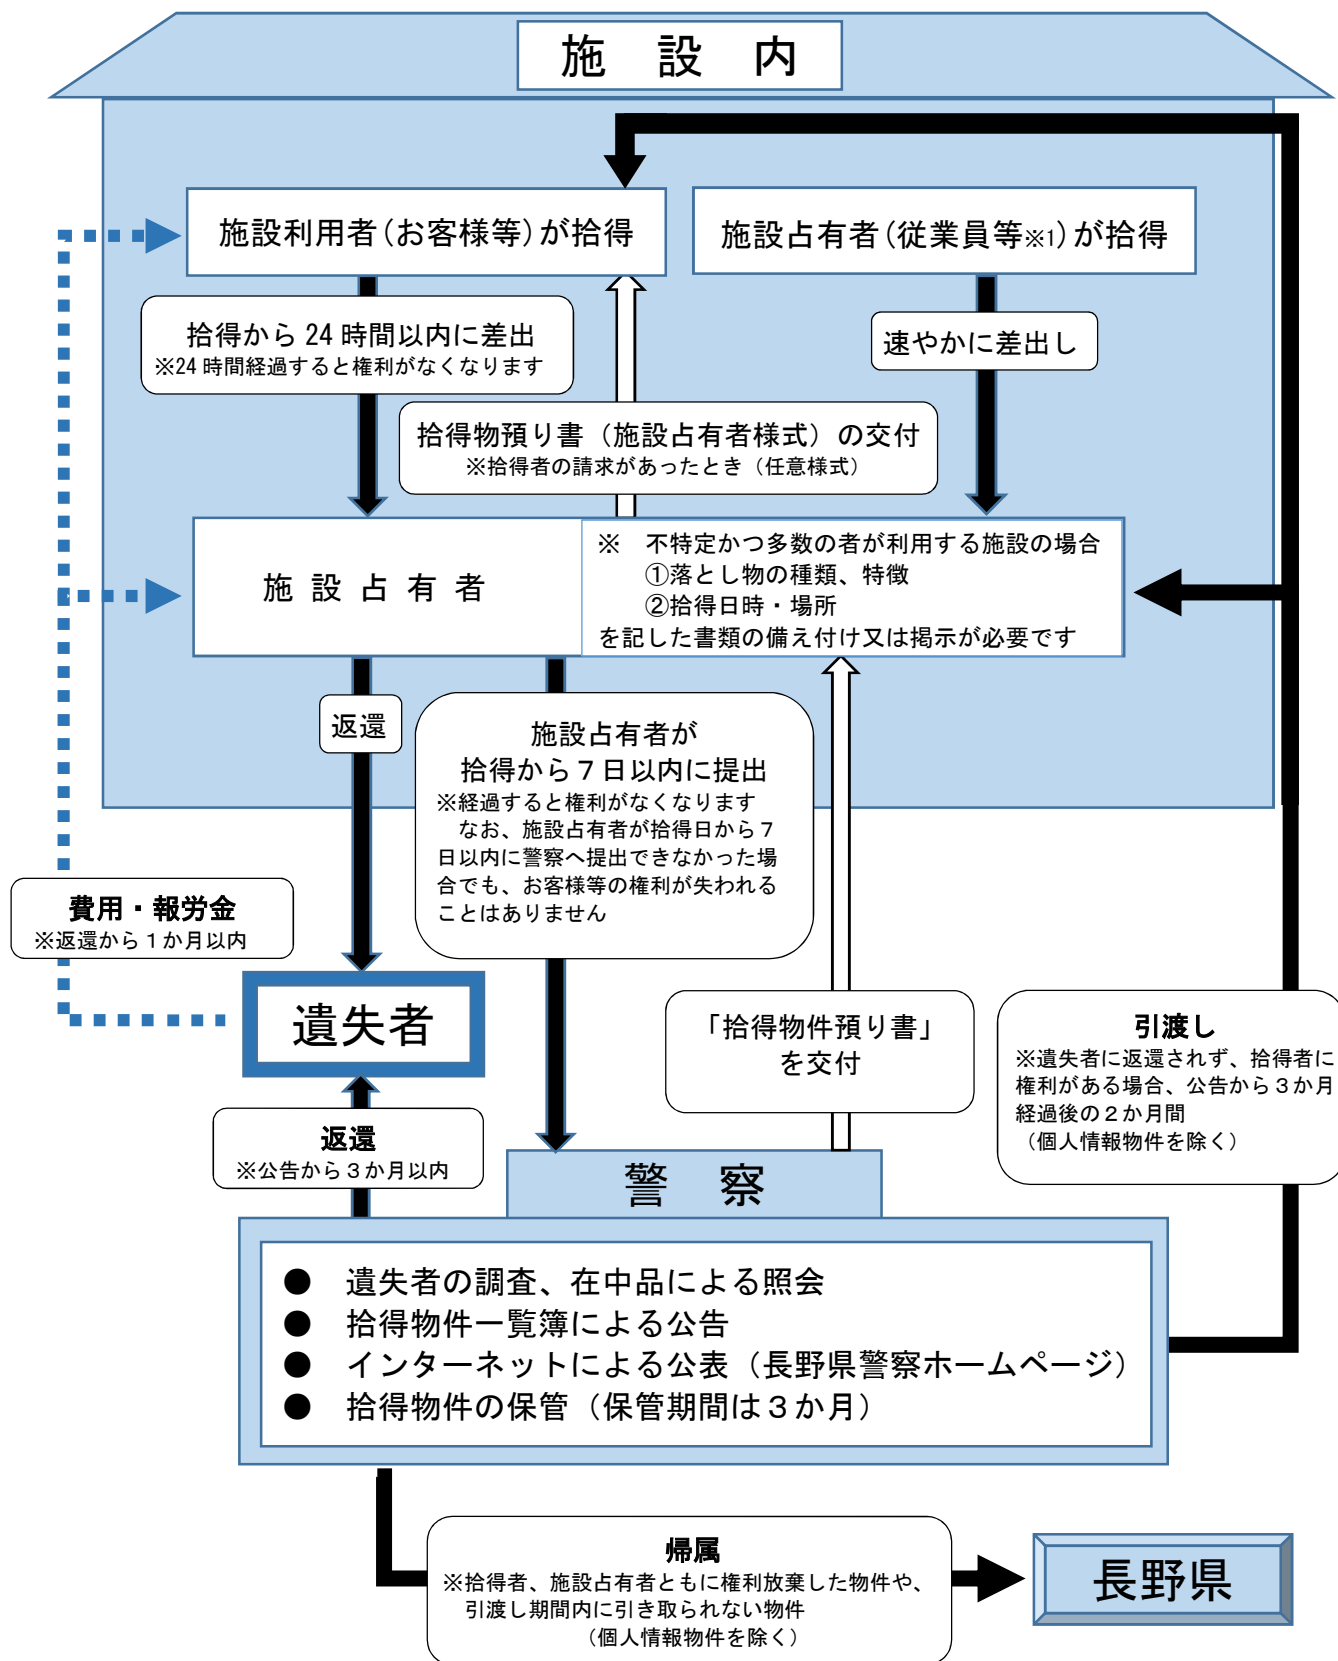 施　設　内
施設利用者(お客様等)が拾得
施設占有者(従業員等※1)が拾得
拾得から 24 時間以内に差出
※24 時間経過すると権利がなくなります
速やかに差出し
拾得物預り書（施設占有者様式）の交付
※拾得者の請求があったとき（任意様式）
施 設 占 有 者
※　不特定かつ多数の者が利用する施設の場合
①落とし物の種類、特徴
②拾得日時・場所
を記した書類の備え付け又は掲示が必要です
返還
施設占有者が
拾得から７日以内に提出
※経過すると権利がなくなります
なお、施設占有者が拾得日から７
日以内に警察へ提出できなかった場
合でも、お客様等の権利が失われる
ことはありません
費用・報労金
※返還から１か月以内
遺失者
「拾得物件預り書」
を交付
引渡し
※遺失者に返還されず、拾得者に
権利がある場合、公告から３か月
経過後の２か月間
（個人情報物件を除く）
返還
※公告から３か月以内
警　察
●　遺失者の調査、在中品による照会
●　拾得物件一覧簿による公告
●　インターネットによる公表（長野県警察ホームページ）
●　拾得物件の保管（保管期間は３か月）
帰属
※拾得者、施設占有者ともに権利放棄した物件や、
引渡し期間内に引き取られない物件
（個人情報物件を除く）
長野県